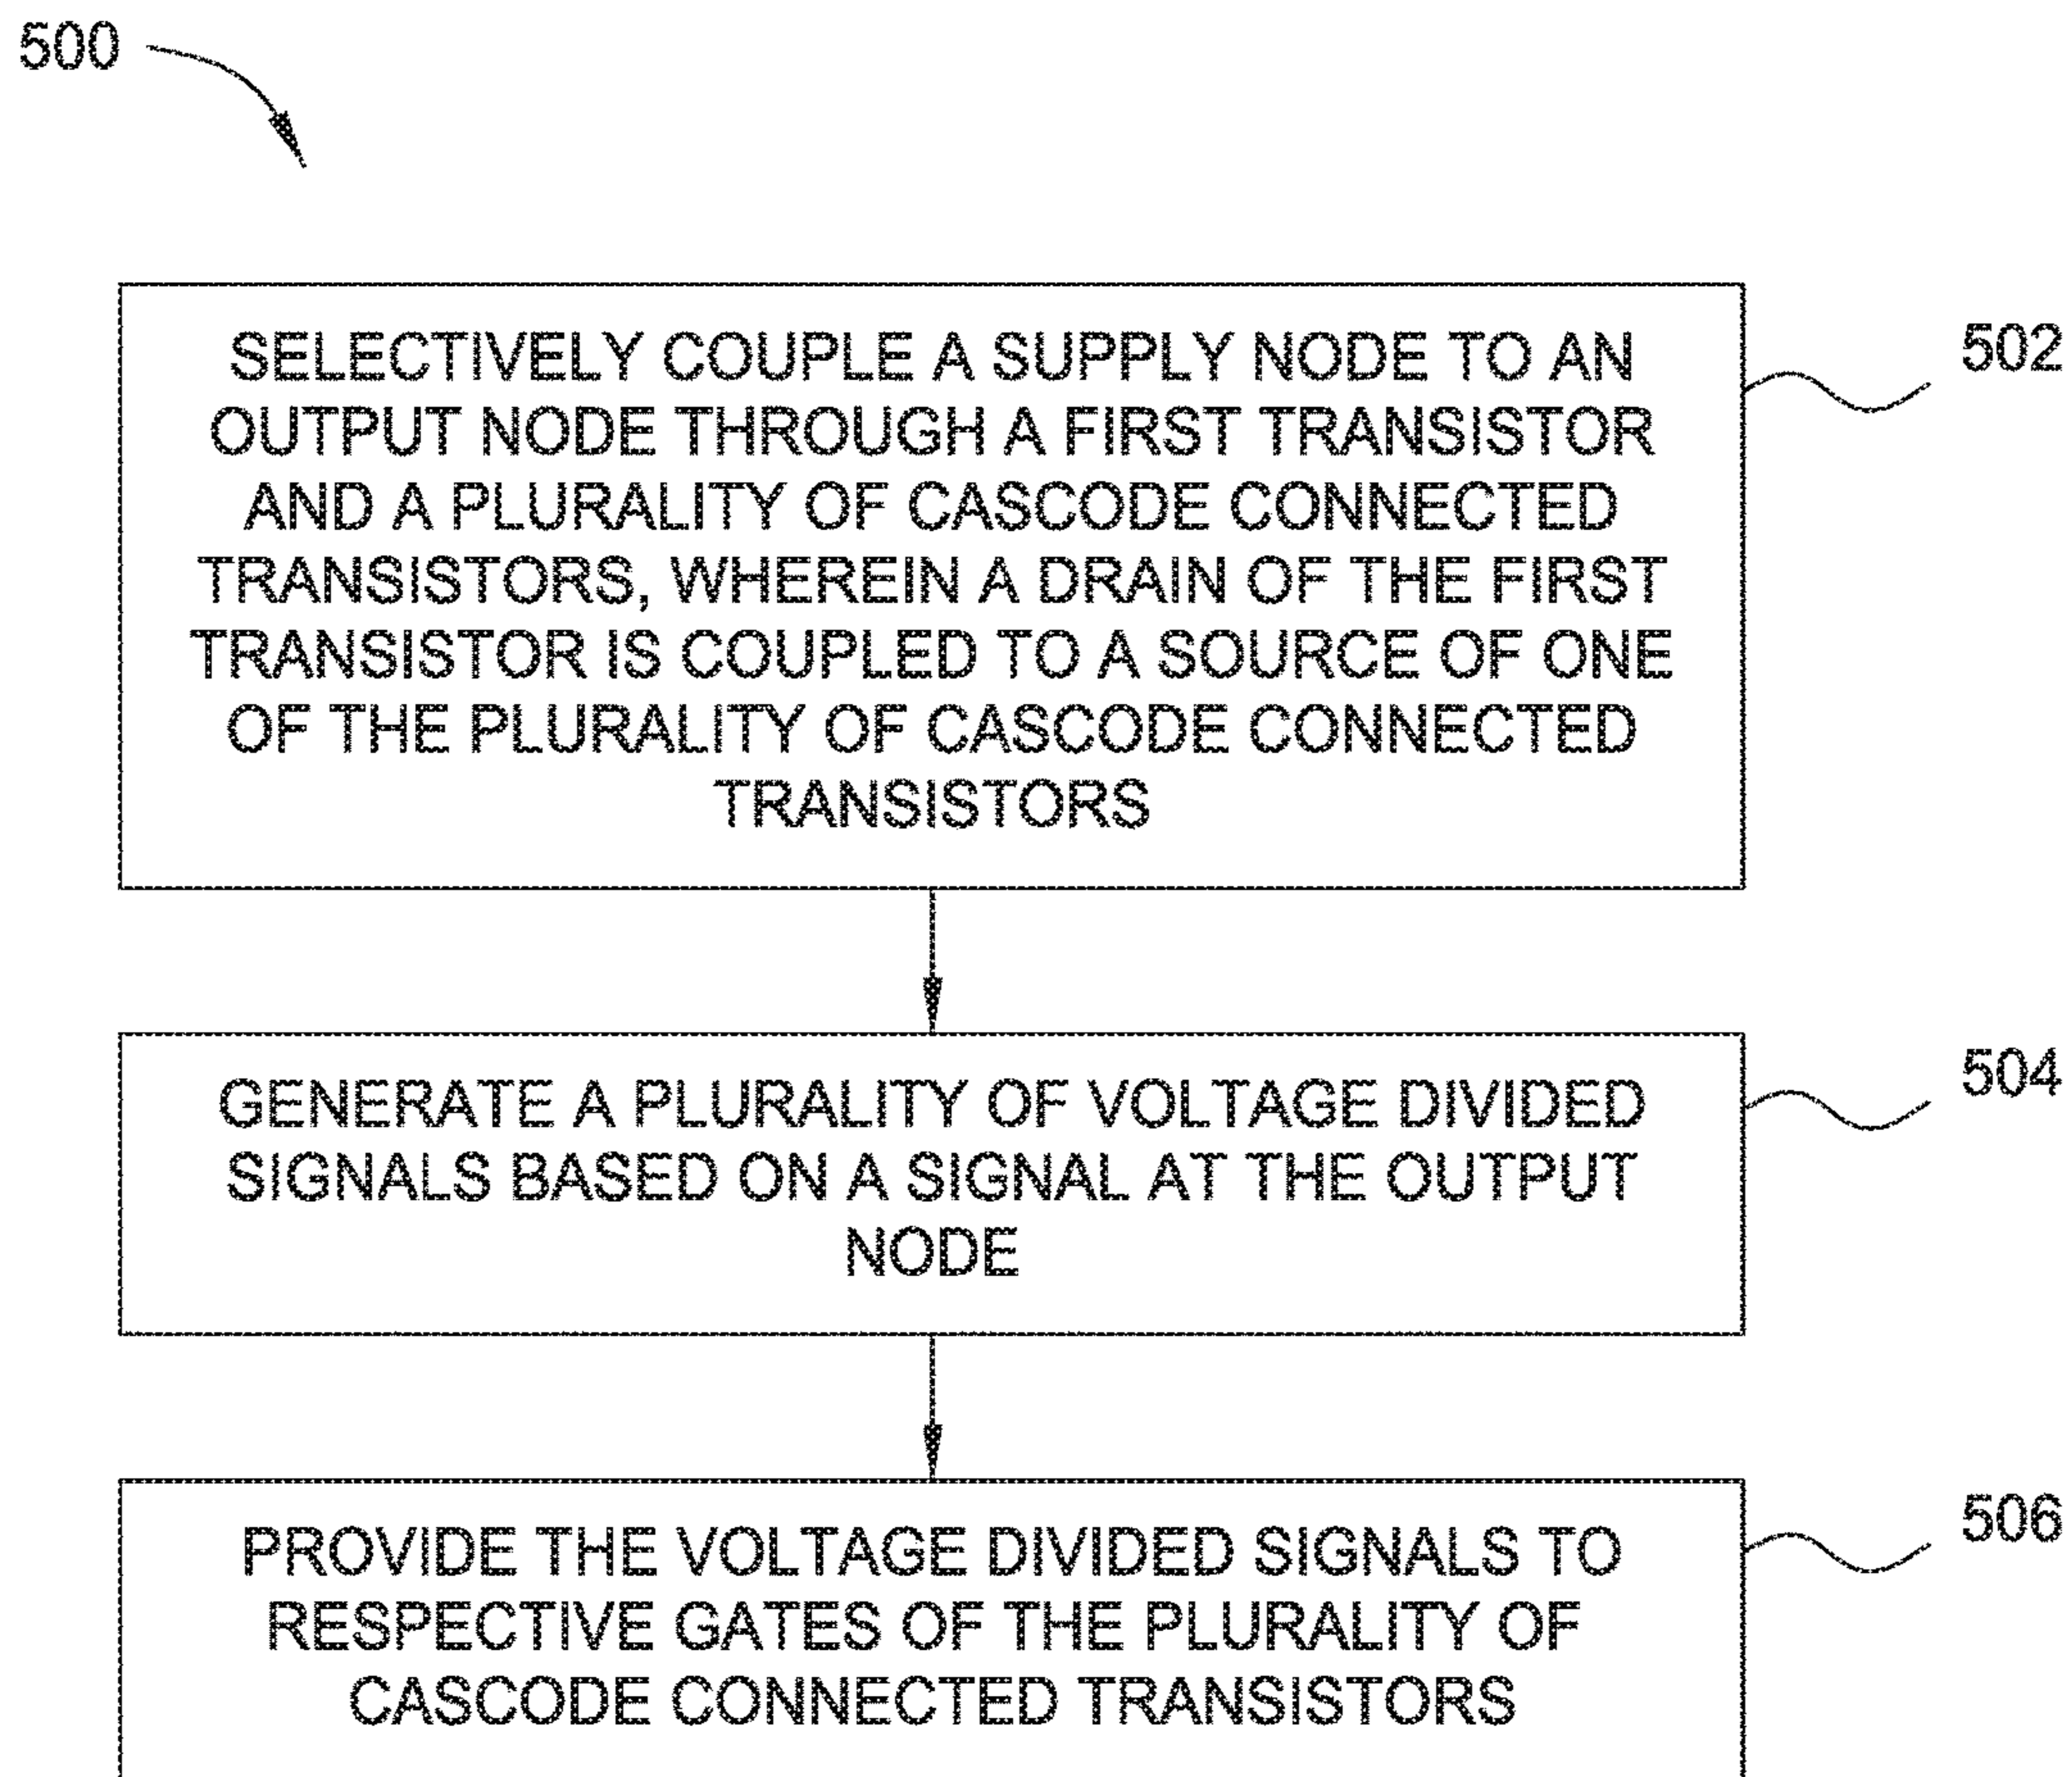 500
SELECTIVELY COUPLE A SUPPLY NODE TO AN
OUTPUT NODE THROUGH A FIRST TRANSISTOR
AND A PLURALITY OF CASCODE CONNECTED
TRANSISTORS, WHEREIN A DRAIN OF THE FIRST
TRANSISTOR IS COUPLED TO A SOURCE OF ONE
OF THE PLURALITY OF CASCODE CONNECTED
TRANSISTORS
502
GENERATE A PLURALITY OF VOLTAGE DIVIDED
SIGNALS BASED ON A SIGNAL AT THE OUTPUT
NODE
504
PROVIDE THE VOLTAGE DIVIDED SIGNALS TO
RESPECTIVE GATES OF THE PLURALITY OF
CASCODE CONNECTED TRANSISTORS
506